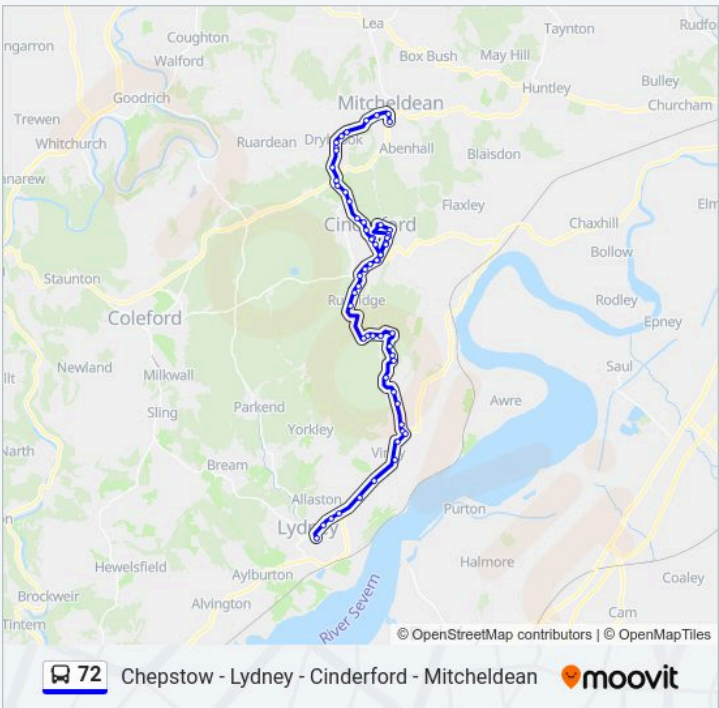 Lea
Taynton
Rudfo
Coughton
ngarron
Walford
Box Bush
May Hill
Huntley
Bulley
Goodrich
Mitcheldean
Churcham
Trewen
Whitchurch
Ruardean
Abenhall
Blaisdon
anarew
Flaxley
Elm
Chaxhill
Bollow
Staunton
Rodley
Epney
Coleford
Saul
Newland
Milkwall
Awre
llt
Sling
Parkend
Yorkley
North
Bream
Allaston
Purton
Lydney
Hewelsfield
Halmore
Aylburton
Coaley
Brockweir
Alvington
Cam
Tintern
River Severn
© OpenStreetMap contributors | © OpenMapTiles
72 Chepstow - Lydney - Cinderford - Mitcheldean moovit